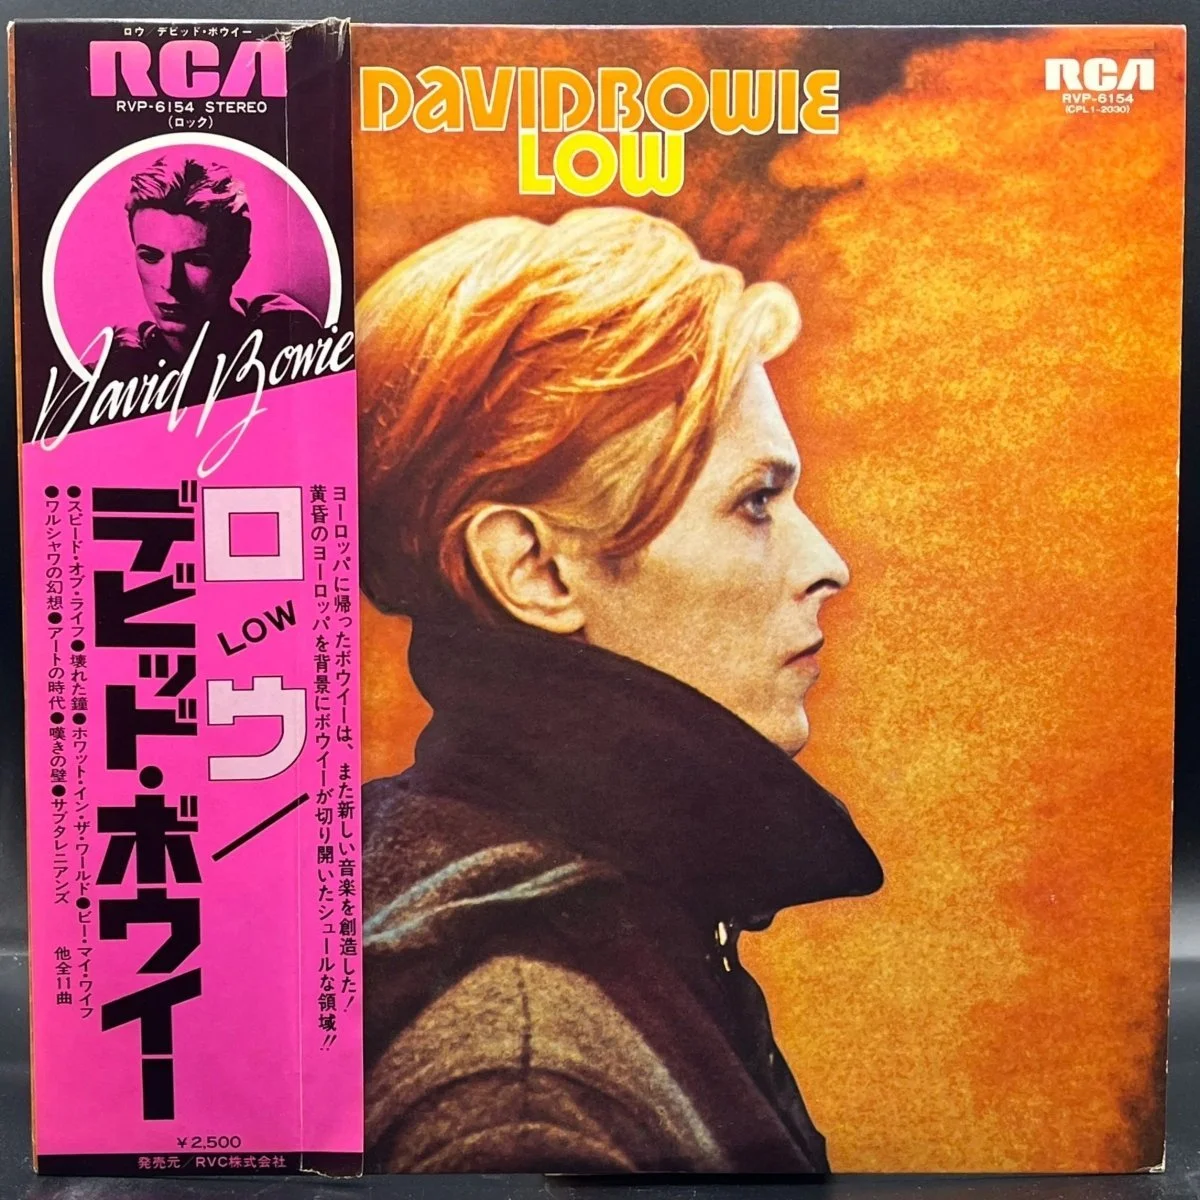 ロウ／デビッド・ボウイー
RCA
RVP-6154 STEREO
(ロック)
David Bowie
ヨーロッパに帰ったボウイーは、また新しい音楽を創造した！
黄昏のヨーロッパを背景にボウイーが切り開いたシュールな領域!!
ロウ／
LOW
デビッド・ボウイー
●スピード・オブ・ライフ●壊れた鏡●ホワット・イン・ザ・ワールド●ビー・マイ・ワイフ
●ワルシャワの幻想●アートの時代●嘆きの壁●サブタレニアンズ
他全11曲
¥2,500
発売元／RVC株式会社
DAVID BOWIE
LOW
RCA
RVP-6154
(CPL1-2030)